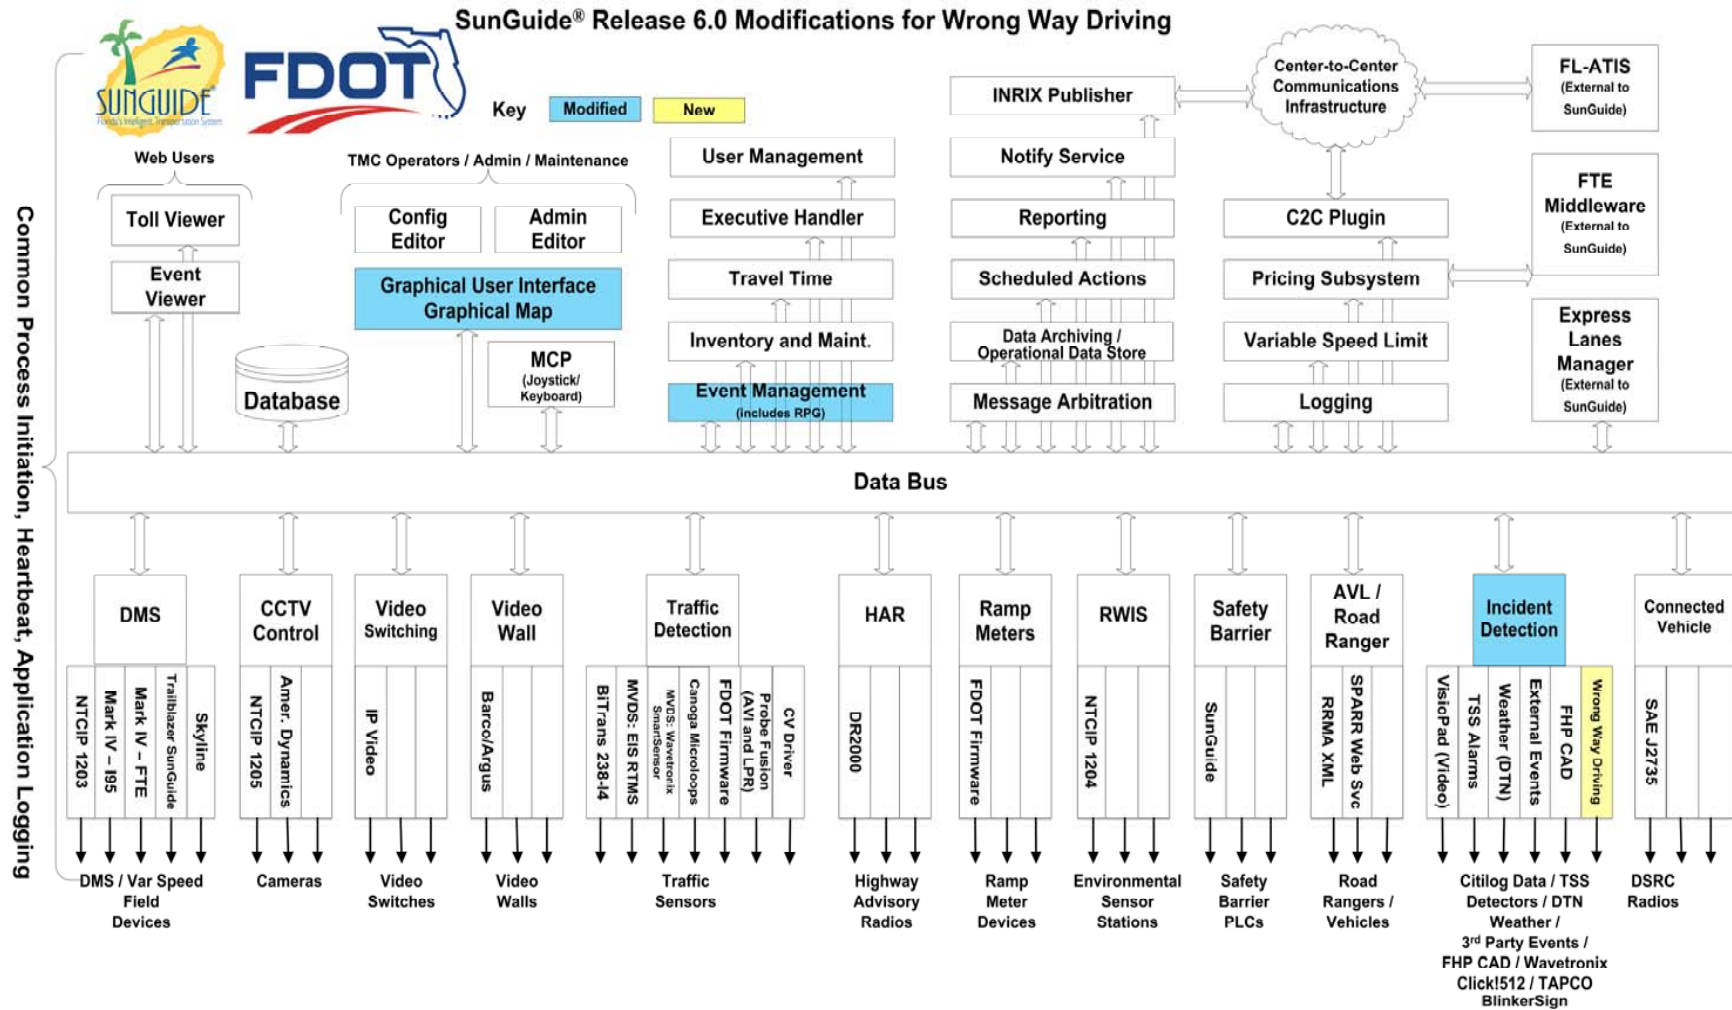 SunGuide® Release 6.0 Modifications for Wrong Way Driving
SUNGUIDE®
Florida's Intelligent Transportation System
FDOT
Key
Modified
New
Common Process Initiation, Heartbeat, Application Logging
Web Users
Toll Viewer
Event
Viewer
Database
TMC Operators / Admin / Maintenance
Config
Editor
Admin
Editor
Graphical User Interface
Graphical Map
MCP
(Joystick/
Keyboard)
User Management
Executive Handler
Travel Time
Inventory and Maint.
Event Management
(includes RPG)
INRIX Publisher
Notify Service
Reporting
Scheduled Actions
Data Archiving /
Operational Data Store
Message Arbitration
Center-to-Center
Communications
Infrastructure
C2C Plugin
Pricing Subsystem
Variable Speed Limit
Logging
FL-ATIS
(External to
SunGuide)
FTE
Middleware
(External to
SunGuide)
Express
Lanes
Manager
(External to
SunGuide)
Data Bus
DMS
NTCIP 1203
Mark IV – I95
Mark IV – FTE
Trailblazer SunGuide
Skyline
DMS / Var Speed
Field
Devices
CCTV
Control
NTCIP 1205
Amer. Dynamics
Cameras
Video
Switching
IP Video
Video
Switches
Video
Wall
Barco/Argus
Video
Walls
Traffic
Detection
BiTrans 238-I4
MVDS: EIS RTMS
MVDS: Wavetronix
SmartSensor
Canoga Microloops
FDOT Firmware
Probe Fusion
(AVI and LPR)
CV Driver
Traffic
Sensors
HAR
DR2000
Highway
Advisory
Radios
Ramp
Meters
FDOT Firmware
Ramp
Meter
Devices
RWIS
NTCIP 1204
Environmental
Sensor
Stations
Safety
Barrier
SunGuide
Safety
Barrier
PLCs
AVL /
Road
Ranger
RRMA XML
SPARR Web Svc
Road
Rangers /
Vehicles
Incident
Detection
VisioPad (Video)
TSS Alarms
Weather (DTN)
External Events
FHP CAD
Wrong Way Driving
Citilog Data / TSS
Detectors / DTN
Weather /
3rd Party Events /
FHP CAD / Wavetronix
Click!512 / TAPCO
BlinkerSign
Connected
Vehicle
SAE J2735
DSRC
Radios